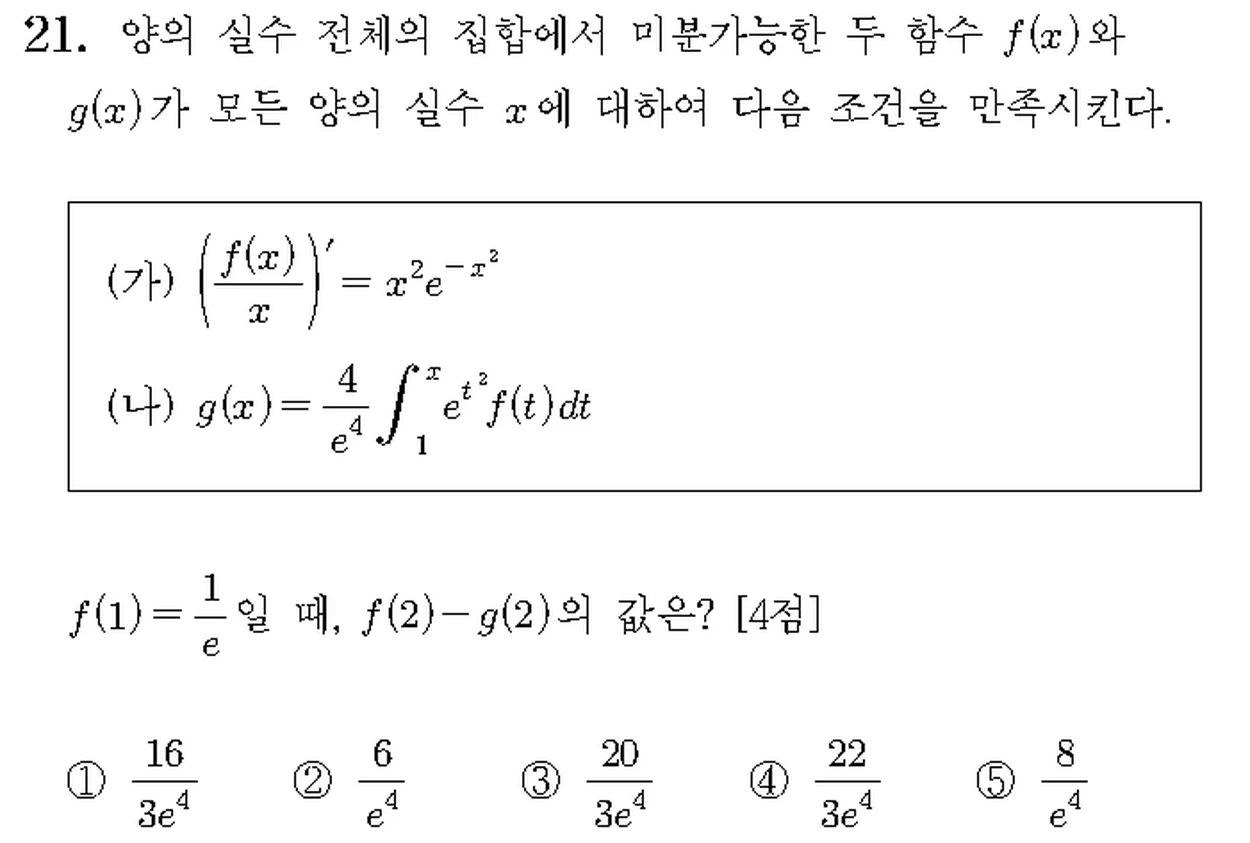 21. 양의 실수 전체의 집합에서 미분가능한 두 함수 f(x)와
g(x)가 모든 양의 실수 x에 대하여 다음 조건을 만족시킨다.
(가) (f(x)/x)′ = x²e^(−x²)
(나) g(x) = 4/e⁴ ∫₁ˣ e^(t²) f(t)dt
f(1) = 1/e 일 때, f(2)−g(2)의 값은? [4점]
① 16/3e⁴ ② 6/e⁴ ③ 20/3e⁴ ④ 22/3e⁴ ⑤ 8/e⁴